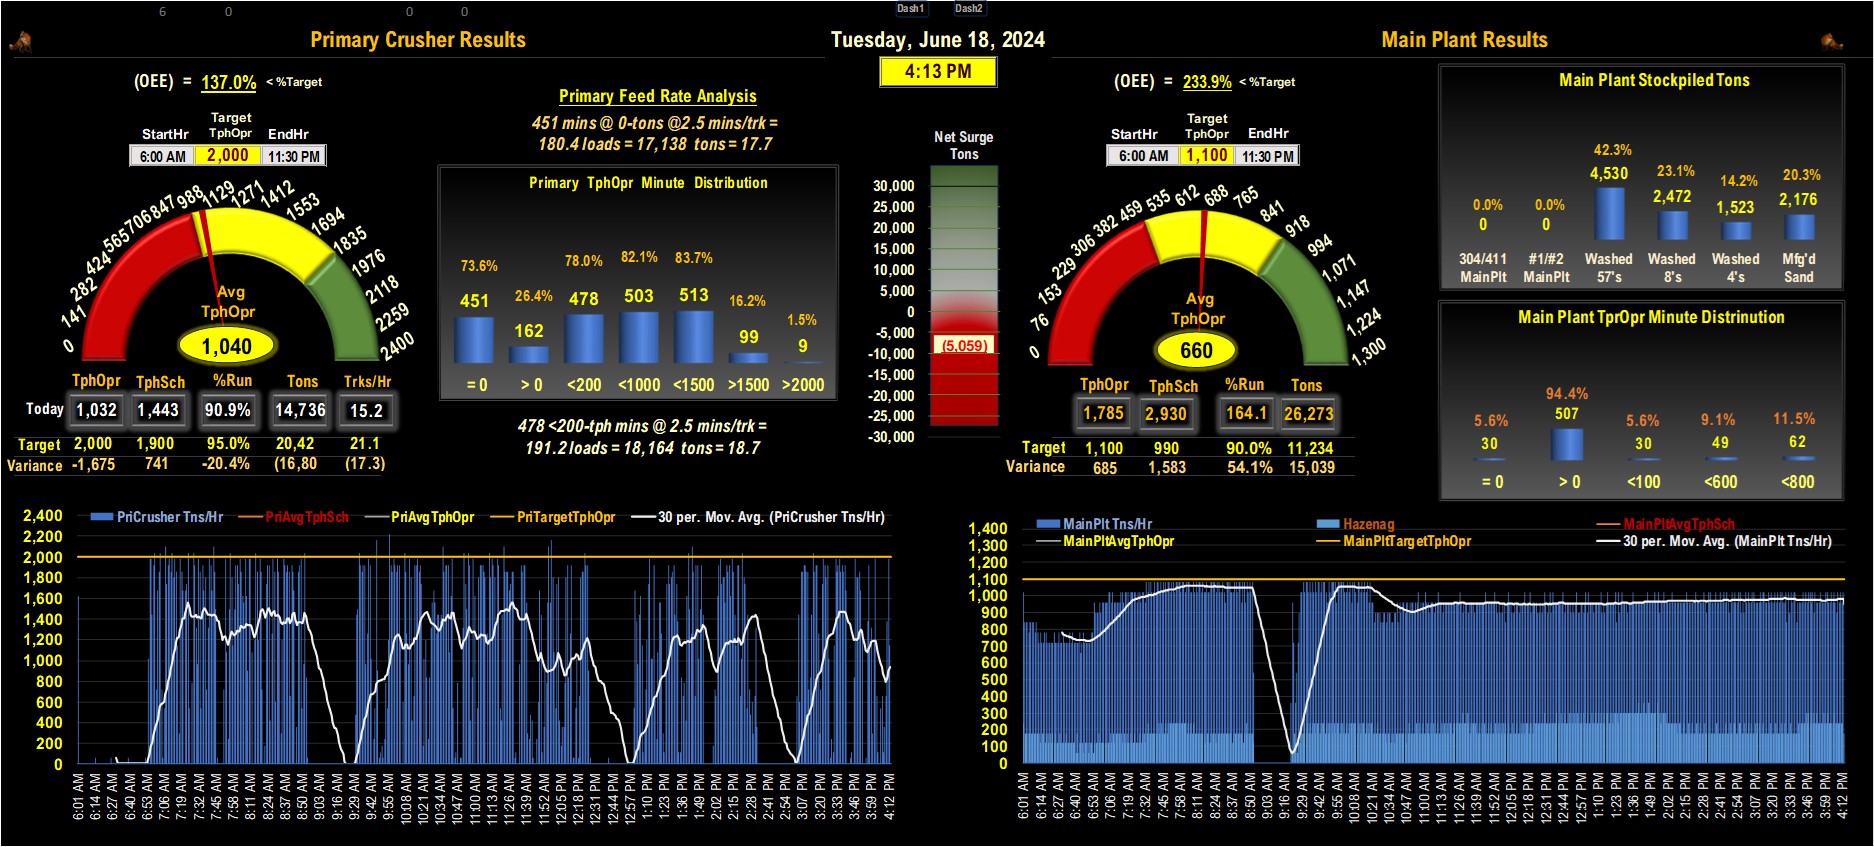 6 0 0 0 Dash1 Dash2
Primary Crusher Results
Tuesday, June 18, 2024
Main Plant Results
4:13 PM
(OEE) = 137.0% < %Target
StartHr Target TphOpr EndHr
6:00 AM 2,000 11:30 PM
0 141 282 424 565 706 847 988 1129 1271 1412 1553 1694 1835 1976 2118 2259 2400
Avg
TphOpr
1,040
TphOpr TphSch %Run Tons Trks/Hr
Today 1,032 1,443 90.9% 14,736 15.2
Target 2,000 1,900 95.0% 20,42 21.1
Variance -1,675 741 -20.4% (16,80 (17.3)
Primary Feed Rate Analysis
451 mins @ 0-tons @2.5 mins/trk =
180.4 loads = 17,138 tons = 17.7
Primary TphOpr Minute Distribution
73.6% 26.4% 78.0% 82.1% 83.7% 16.2% 1.5%
451 162 478 503 513 99 9
= 0 > 0 <200 <1000 <1500 >1500 >2000
478 <200-tph mins @ 2.5 mins/trk =
191.2 loads = 18,164 tons = 18.7
Net Surge
Tons
30,000
25,000
20,000
15,000
10,000
5,000
0
-5,000
(5,059)
-10,000
-15,000
-20,000
-25,000
-30,000
(OEE) = 233.9% < %Target
StartHr Target TphOpr EndHr
6:00 AM 1,100 11:30 PM
0 76 153 229 306 382 459 535 612 688 765 841 918 994 1,071 1,147 1,224 1,300
Avg
TphOpr
660
TphOpr TphSch %Run Tons
1,785 2,930 164.1 26,273
Target 1,100 990 90.0% 11,234
Variance 685 1,583 54.1% 15,039
Main Plant Stockpiled Tons
0.0% 0.0% 42.3% 23.1% 14.2% 20.3%
0 0 4,530 2,472 1,523 2,176
304/411 #1/#2 Washed Washed Washed Mfg'd
MainPlt MainPlt 57's 8's 4's Sand
Main Plant TprOpr Minute Distrinution
5.6% 94.4% 5.6% 9.1% 11.5%
30 507 30 49 62
= 0 > 0 <100 <600 <800
PriCrusher Tns/Hr PriAvgTphSch PriAvgTphOpr PriTargetTphOpr 30 per. Mov. Avg. (PriCrusher Tns/Hr)
2,400
2,200
2,000
1,800
1,600
1,400
1,200
1,000
800
600
400
200
0
6:01 AM 6:14 AM 6:27 AM 6:40 AM 6:53 AM 7:06 AM 7:19 AM 7:32 AM 7:45 AM 7:58 AM 8:11 AM 8:24 AM 8:37 AM 8:50 AM 9:03 AM 9:16 AM 9:29 AM 9:42 AM 9:55 AM 10:08 AM 10:21 AM 10:34 AM 10:47 AM 11:00 AM 11:13 AM 11:26 AM 11:39 AM 11:52 AM 12:05 PM 12:18 PM 12:31 PM 12:44 PM 12:57 PM 1:10 PM 1:23 PM 1:36 PM 1:49 PM 2:02 PM 2:15 PM 2:28 PM 2:41 PM 2:54 PM 3:07 PM 3:20 PM 3:33 PM 3:46 PM 3:59 PM 4:12 PM
MainPlt Tns/Hr Hazenag MainPltAvgTphSch
MainPltAvgTphOpr MainPltTargetTphOpr 30 per. Mov. Avg. (MainPlt Tns/Hr)
1,400
1,300
1,200
1,100
1,000
900
800
700
600
500
400
300
200
100
0
6:01 AM 6:14 AM 6:27 AM 6:40 AM 6:53 AM 7:06 AM 7:19 AM 7:32 AM 7:45 AM 7:58 AM 8:11 AM 8:24 AM 8:37 AM 8:50 AM 9:03 AM 9:16 AM 9:29 AM 9:42 AM 9:55 AM 10:08 AM 10:21 AM 10:34 AM 10:47 AM 11:00 AM 11:13 AM 11:26 AM 11:39 AM 11:52 AM 12:05 PM 12:18 PM 12:31 PM 12:44 PM 12:57 PM 1:10 PM 1:23 PM 1:36 PM 1:49 PM 2:02 PM 2:15 PM 2:28 PM 2:41 PM 2:54 PM 3:07 PM 3:20 PM 3:33 PM 3:46 PM 3:59 PM 4:12 PM